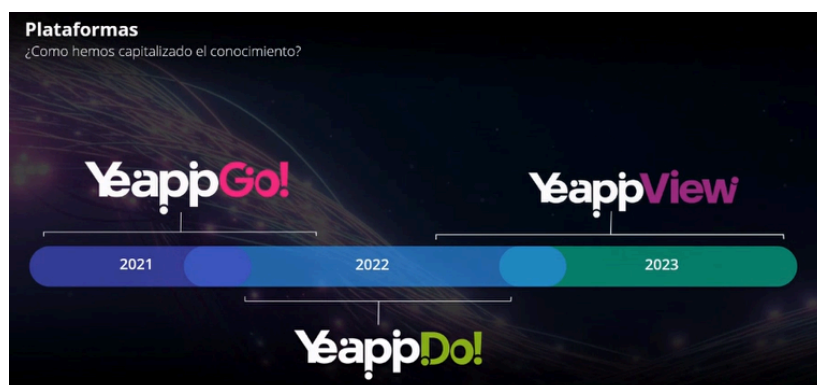 Plataformas
¿Como hemos capitalizado el conocimiento?
YeappGo!
YeappView
2021
2022
2023
YeappDo!